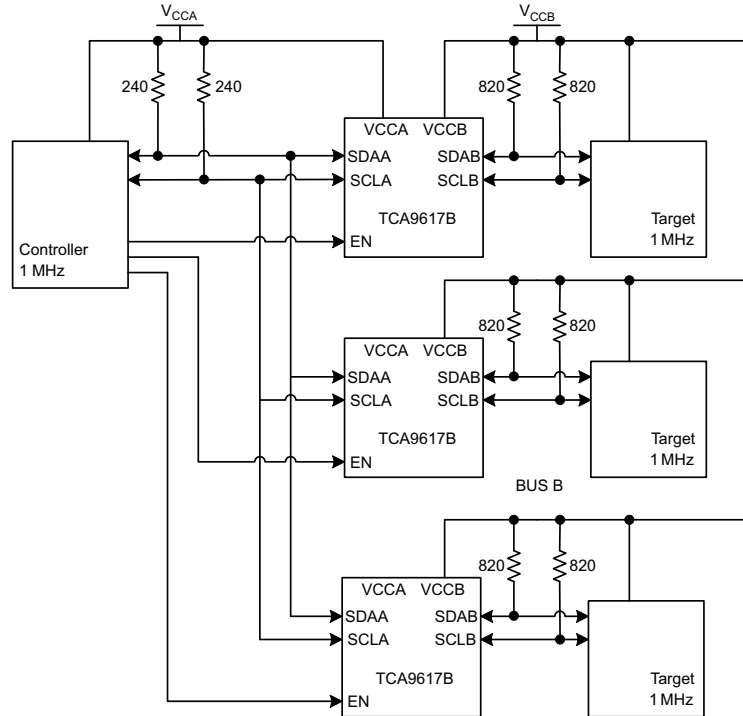 VCCA
VCCB
240
240
820
820
VCCA VCCB
SDAA SDAB
SCLA SCLB
TCA9617B
EN
Controller
1 MHz
Target
1 MHz
820
820
VCCA VCCB
SDAA SDAB
SCLA SCLB
TCA9617B
EN
Target
1 MHz
BUS B
820
820
VCCA VCCB
SDAA SDAB
SCLA SCLB
TCA9617B
EN
Target
1 MHz